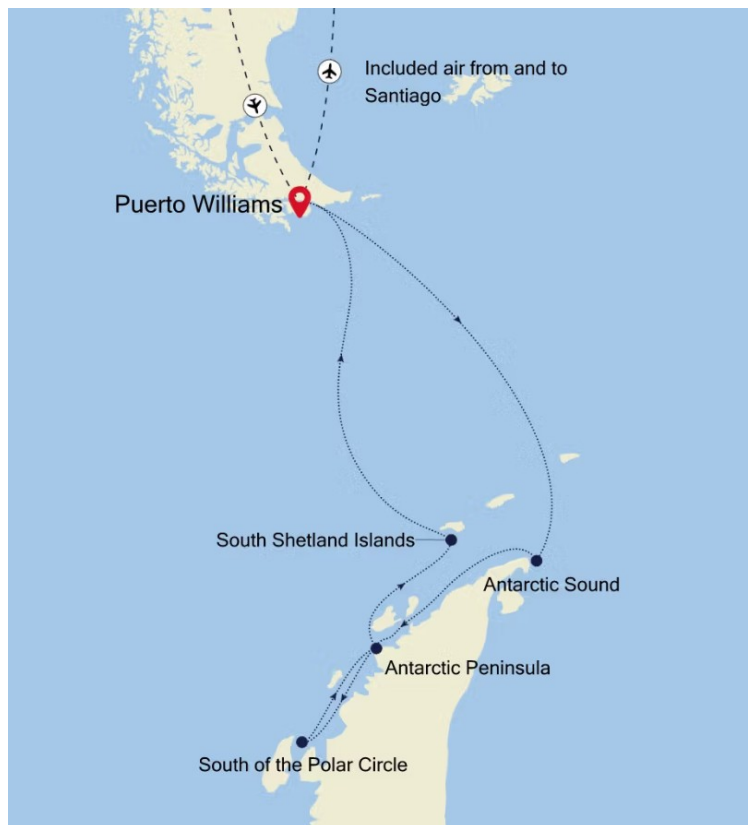 Included air from and to
Santiago
Puerto Williams
South Shetland Islands
Antarctic Sound
Antarctic Peninsula
South of the Polar Circle